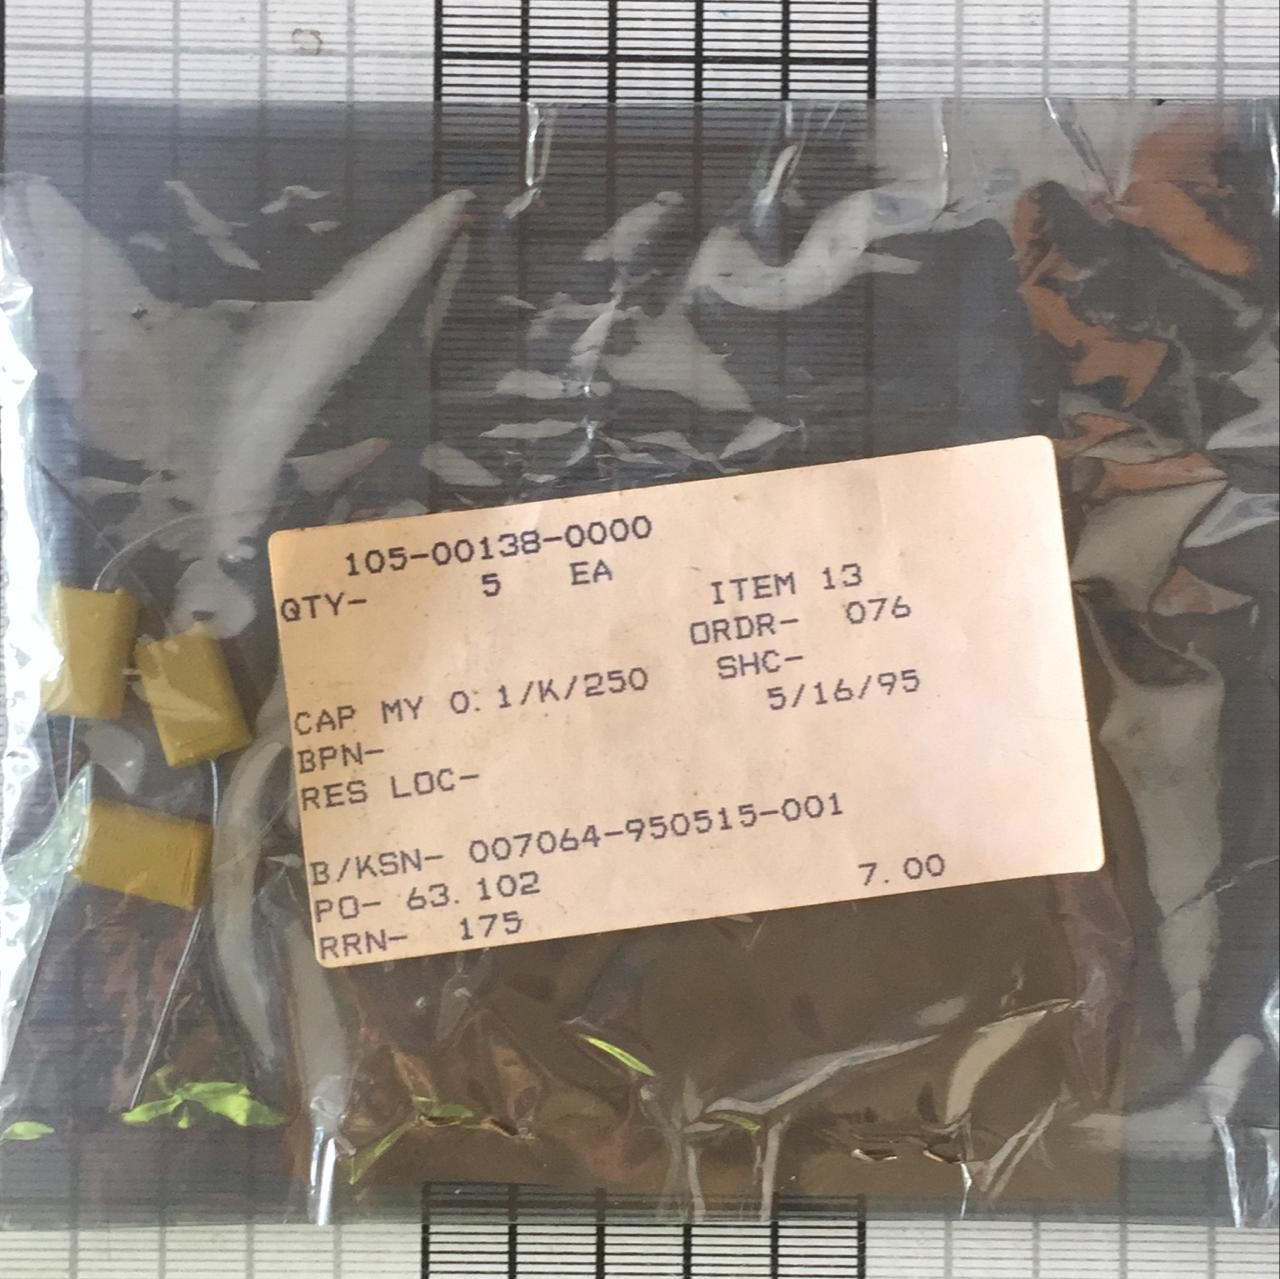 105-00138-0000
QTY- 5 EA
ITEM 13
ORDR- 076
SHC-
CAP MY 0.1/K/250 5/16/95
BPN-
RES LOC-
B/KSN- 007064-950515-001
PO- 63.102 7.00
RRN- 175